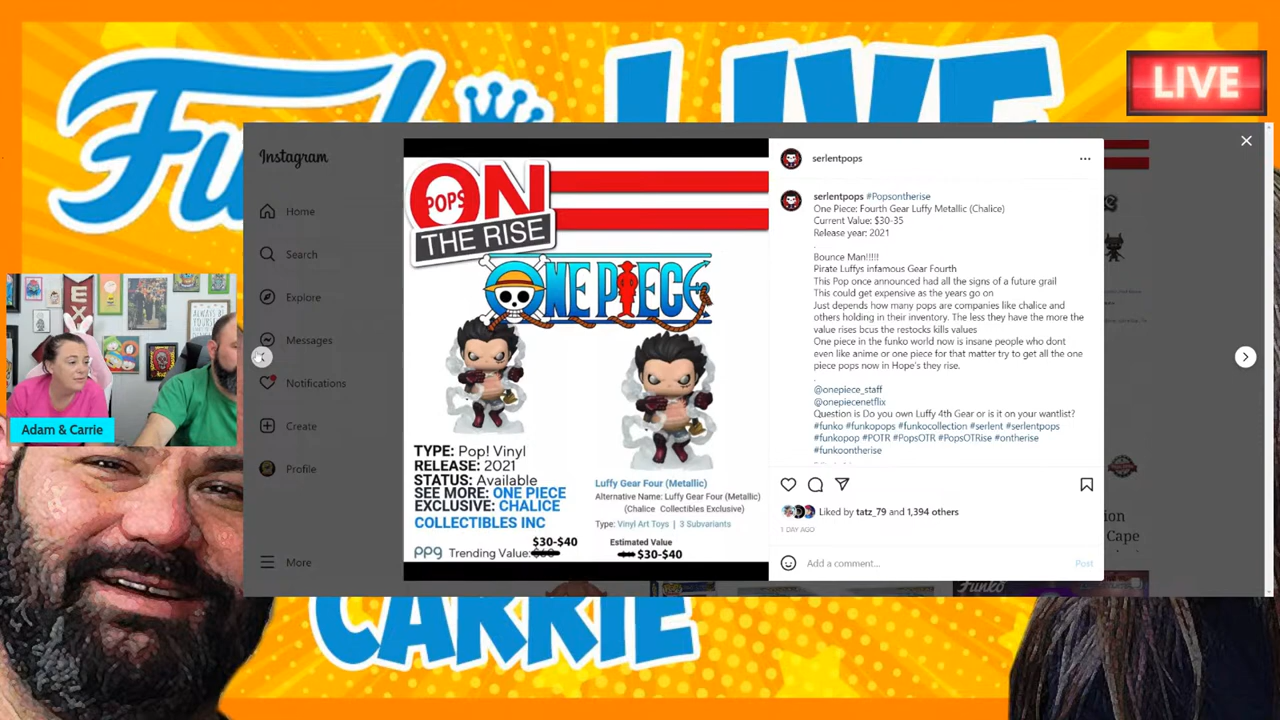 Funko LIVE
LIVE
Instagram
Home
Search
Explore
Messages
Notifications
Create
Profile
More
Adam & Carrie
POPS ON
THE RISE
ONE PIECE
TYPE: Pop! Vinyl
RELEASE: 2021
STATUS: Available
SEE MORE: ONE PIECE
EXCLUSIVE: CHALICE
COLLECTIBLES INC
$30-$40
ppg Trending Value:
Luffy Gear Four (Metallic)
Alternative Name: Luffy Gear Four (Metallic)
(Chalice Collectibles Exclusive)
Type: Vinyl Art Toys | 3 Subvariants
Estimated Value
$30-$40
serlentpops
serlentpops #Popsontherise
One Piece: Fourth Gear Luffy Metallic (Chalice)
Current Value: $30-35
Release year: 2021
.
Bounce Man!!!!!
Pirate Luffys infamous Gear Fourth
This Pop once announced had all the signs of a future grail
This could get expensive as the years go on
Just depends how many pops are companies like chalice and
others holding in their inventory. The less they have the more the
value rises bcus the restocks kills values
One piece in the funko world now is insane people who dont
even like anime or one piece for that matter try to get all the one
piece pops now in Hope's they rise.
.
@onepiece_staff
@onepiecenetflix
Question is Do you own Luffy 4th Gear or is it on your wantlist?
#funko #funkopops #funkocollection #serlent #serlentpops
#funkopop #POTR #PopsOTR #PopsOTRise #ontherise
#funkoontherise
Liked by tatz_79 and 1,394 others
1 DAY AGO
Add a comment...
Post
Cape
Funko
CARRIE